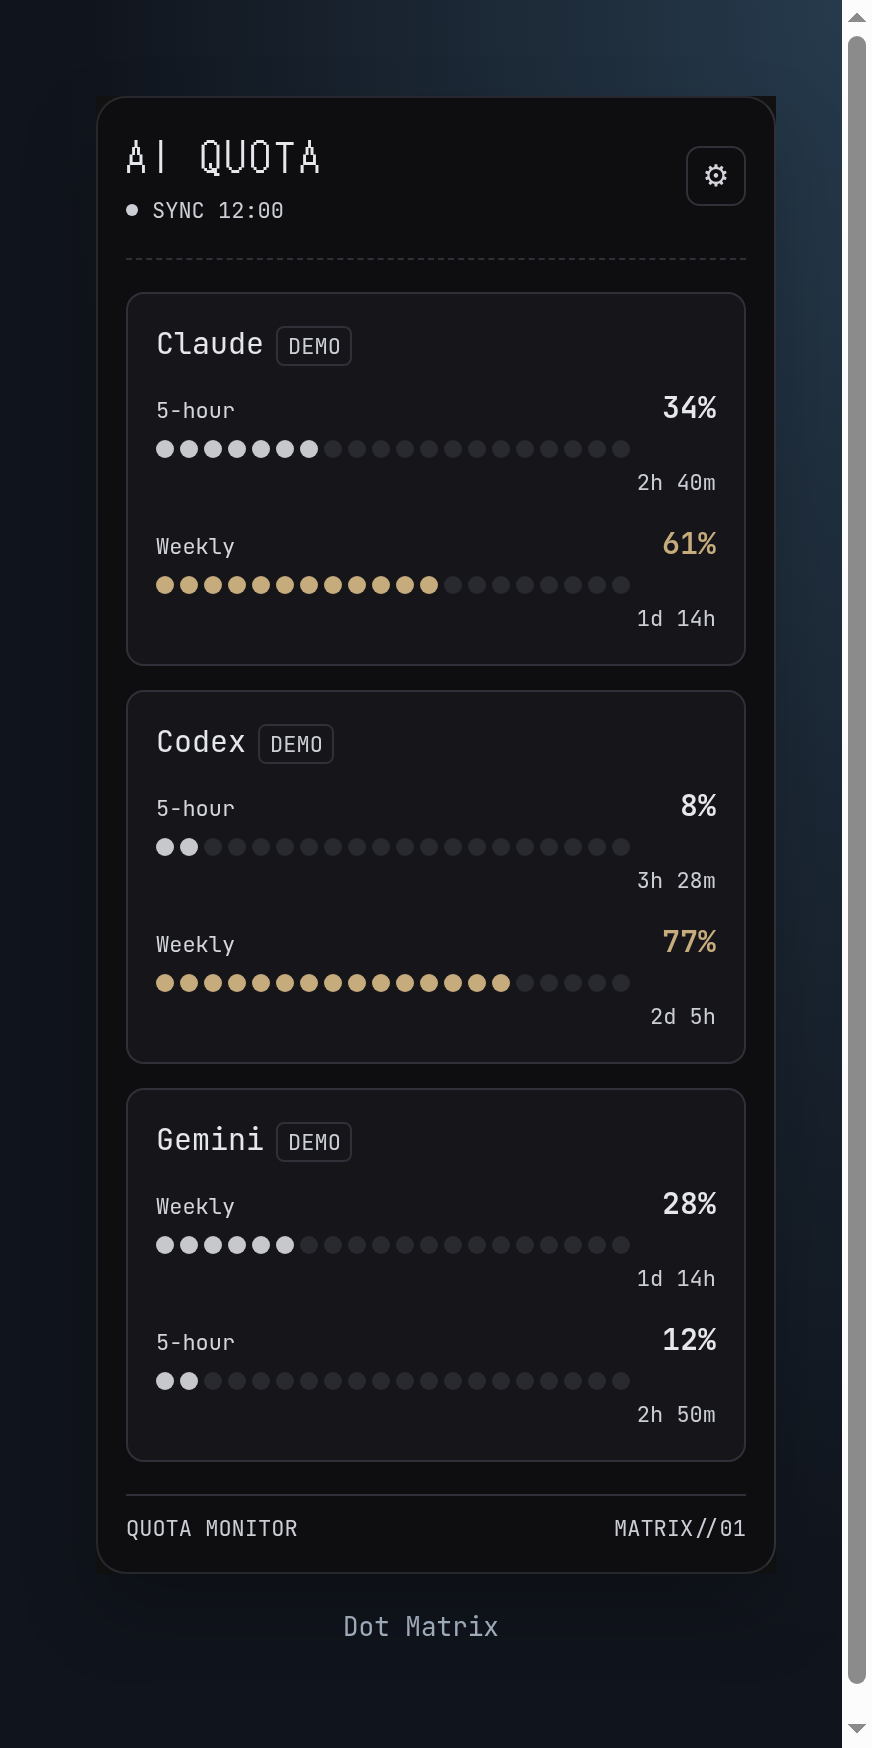 AI QUOTA
SYNC 12:00
Claude DEMO
5-hour 34%
2h 40m
Weekly 61%
1d 14h
Codex DEMO
5-hour 8%
3h 28m
Weekly 77%
2d 5h
Gemini DEMO
Weekly 28%
1d 14h
5-hour 12%
2h 50m
QUOTA MONITOR MATRIX//01
Dot Matrix